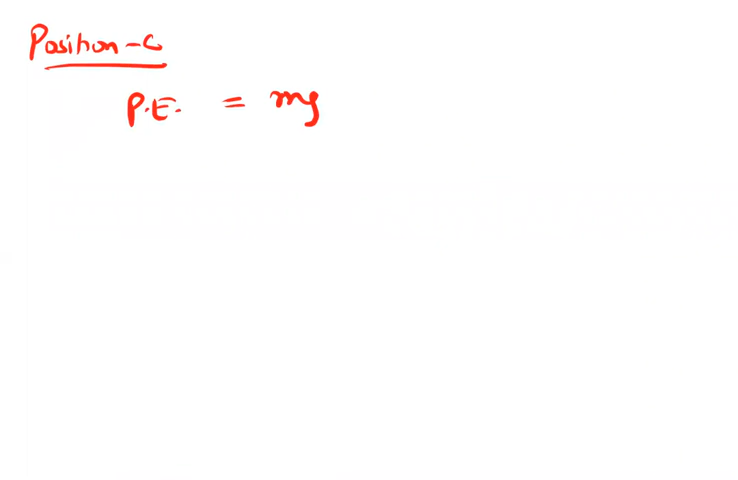 Position-C
P.E. = mg